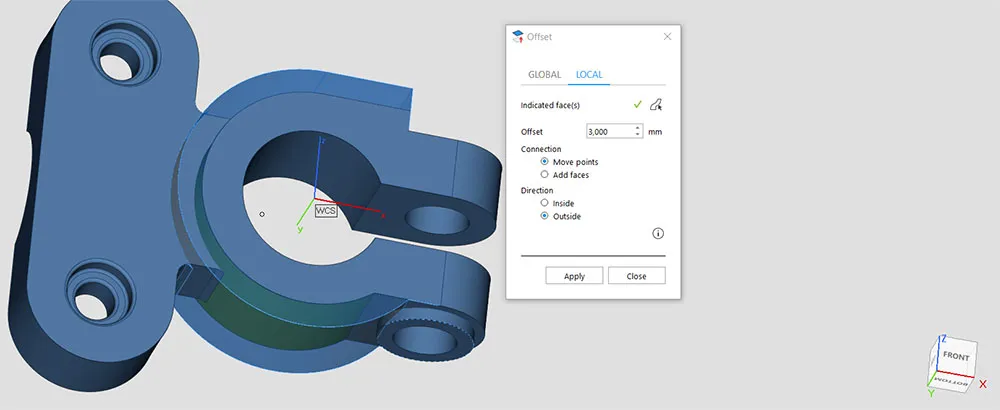 Offset
GLOBAL LOCAL
Indicated face(s)
Offset 3,000 mm
Connection
Move points
Add faces
Direction
Inside
Outside
Apply Close
z
x
WCS
y
Z
FRONT
BOTTOM
X
Y